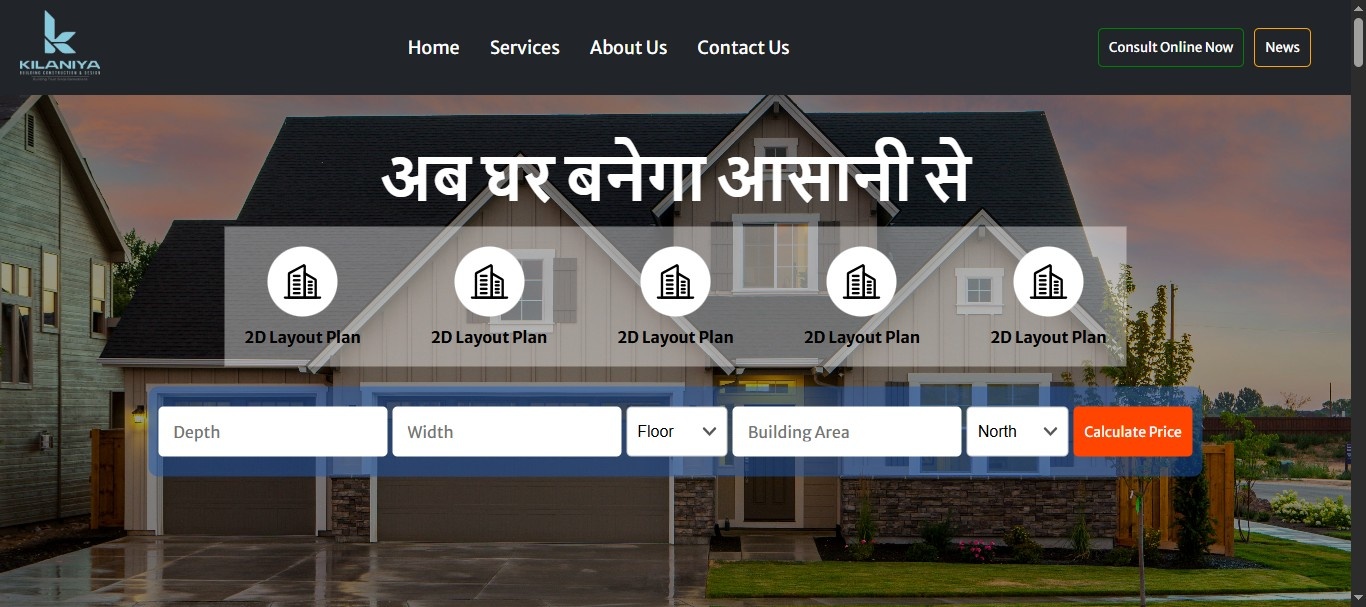 KILANIYA
BUILDING CONSTRUCTION & DESIGN
Home Services About Us Contact Us
Consult Online Now News
अब घर बनेगा आसानी से
2D Layout Plan 2D Layout Plan 2D Layout Plan 2D Layout Plan 2D Layout Plan
Depth Width Floor Building Area North Calculate Price